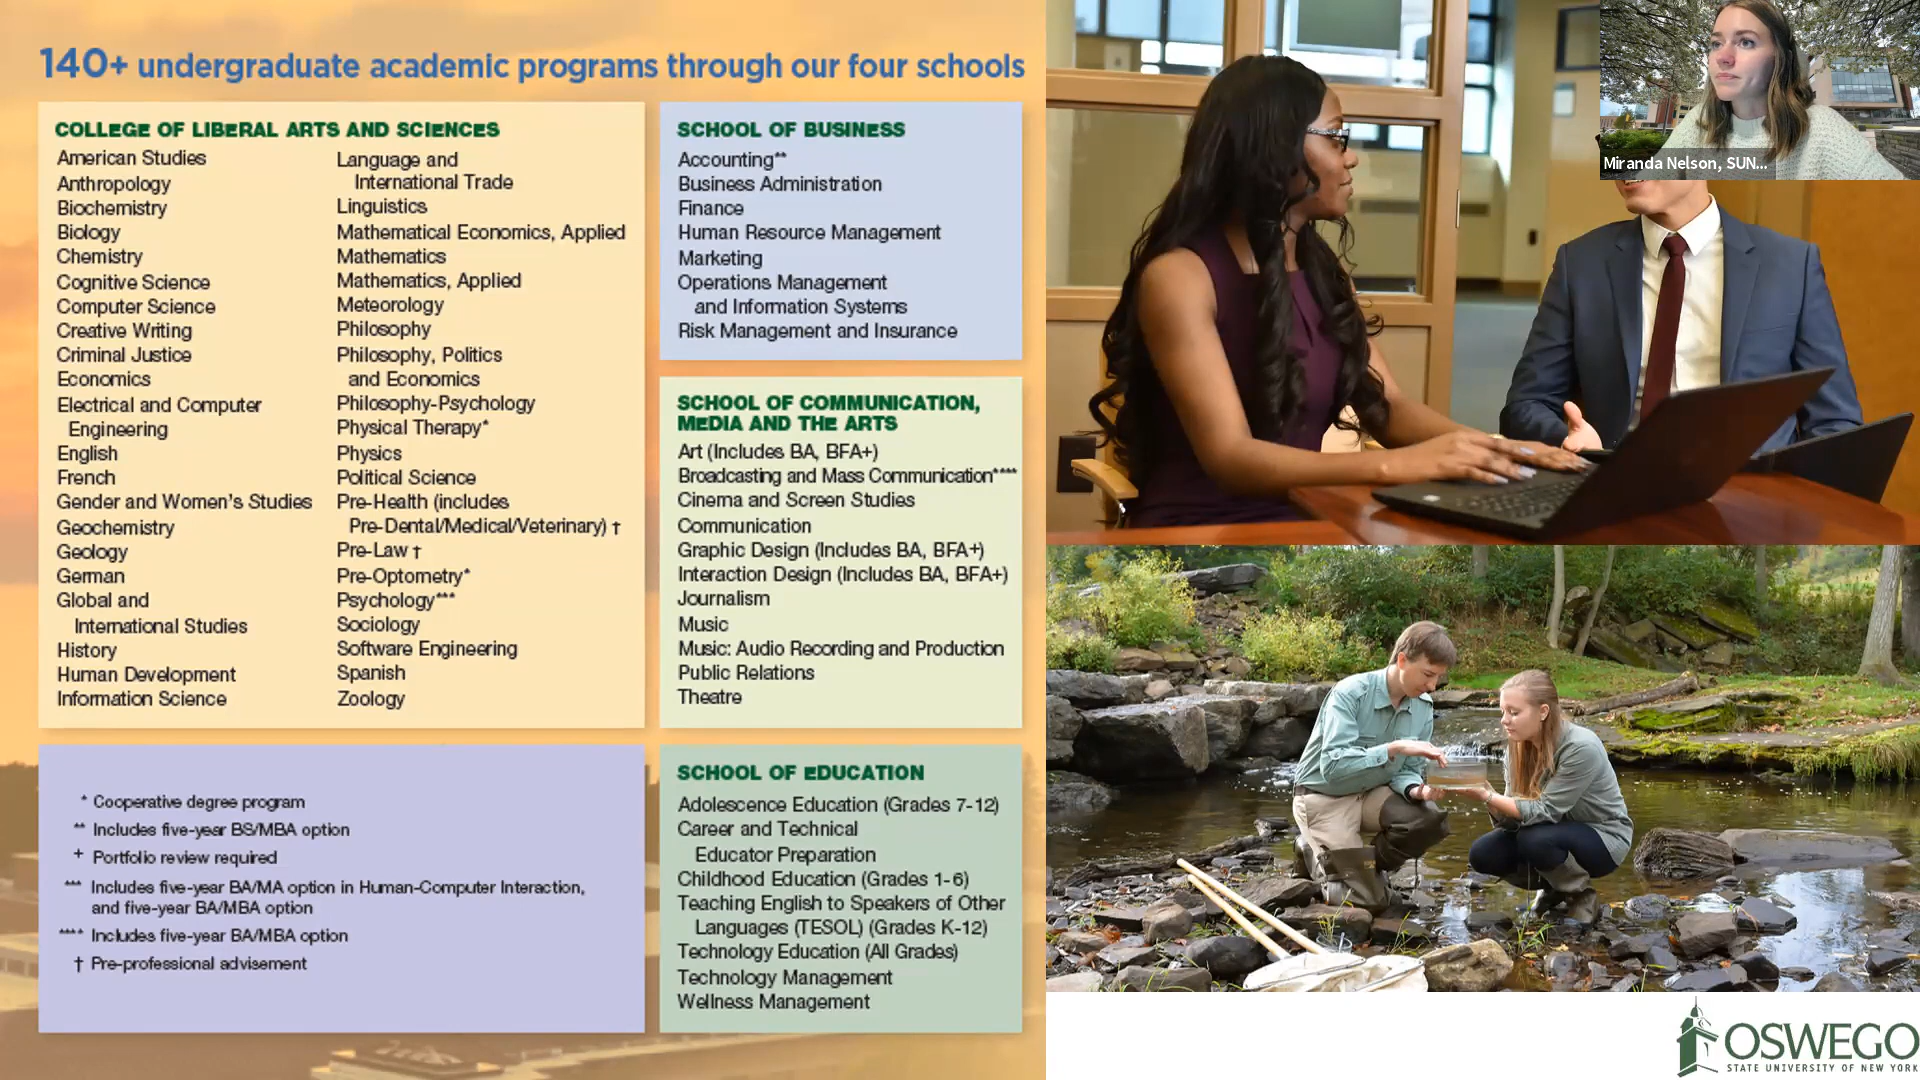 140+ undergraduate academic programs through our four schools
COLLEGE OF LIBERAL ARTS AND SCIENCES
American Studies
Anthropology
Biochemistry
Biology
Chemistry
Cognitive Science
Computer Science
Creative Writing
Criminal Justice
Economics
Electrical and Computer
Engineering
English
French
Gender and Women's Studies
Geochemistry
Geology
German
Global and
International Studies
History
Human Development
Information Science
Language and
International Trade
Linguistics
Mathematical Economics, Applied
Mathematics
Mathematics, Applied
Meteorology
Philosophy
Philosophy, Politics
and Economics
Philosophy-Psychology
Physical Therapy*
Physics
Political Science
Pre-Health (includes
Pre-Dental/Medical/Veterinary) †
Pre-Law †
Pre-Optometry*
Psychology***
Sociology
Software Engineering
Spanish
Zoology
* Cooperative degree program
** Includes five-year BS/MBA option
+ Portfolio review required
*** Includes five-year BA/MA option in Human-Computer Interaction,
and five-year BA/MBA option
**** Includes five-year BA/MBA option
† Pre-professional advisement
SCHOOL OF BUSINESS
Accounting**
Business Administration
Finance
Human Resource Management
Marketing
Operations Management
and Information Systems
Risk Management and Insurance
SCHOOL OF COMMUNICATION,
MEDIA AND THE ARTS
Art (Includes BA, BFA+)
Broadcasting and Mass Communication****
Cinema and Screen Studies
Communication
Graphic Design (Includes BA, BFA+)
Interaction Design (Includes BA, BFA+)
Journalism
Music
Music: Audio Recording and Production
Public Relations
Theatre
SCHOOL OF EDUCATION
Adolescence Education (Grades 7-12)
Career and Technical
Educator Preparation
Childhood Education (Grades 1-6)
Teaching English to Speakers of Other
Languages (TESOL) (Grades K-12)
Technology Education (All Grades)
Technology Management
Wellness Management
Miranda Nelson, SUN...
OSWEGO
STATE UNIVERSITY OF NEW YORK